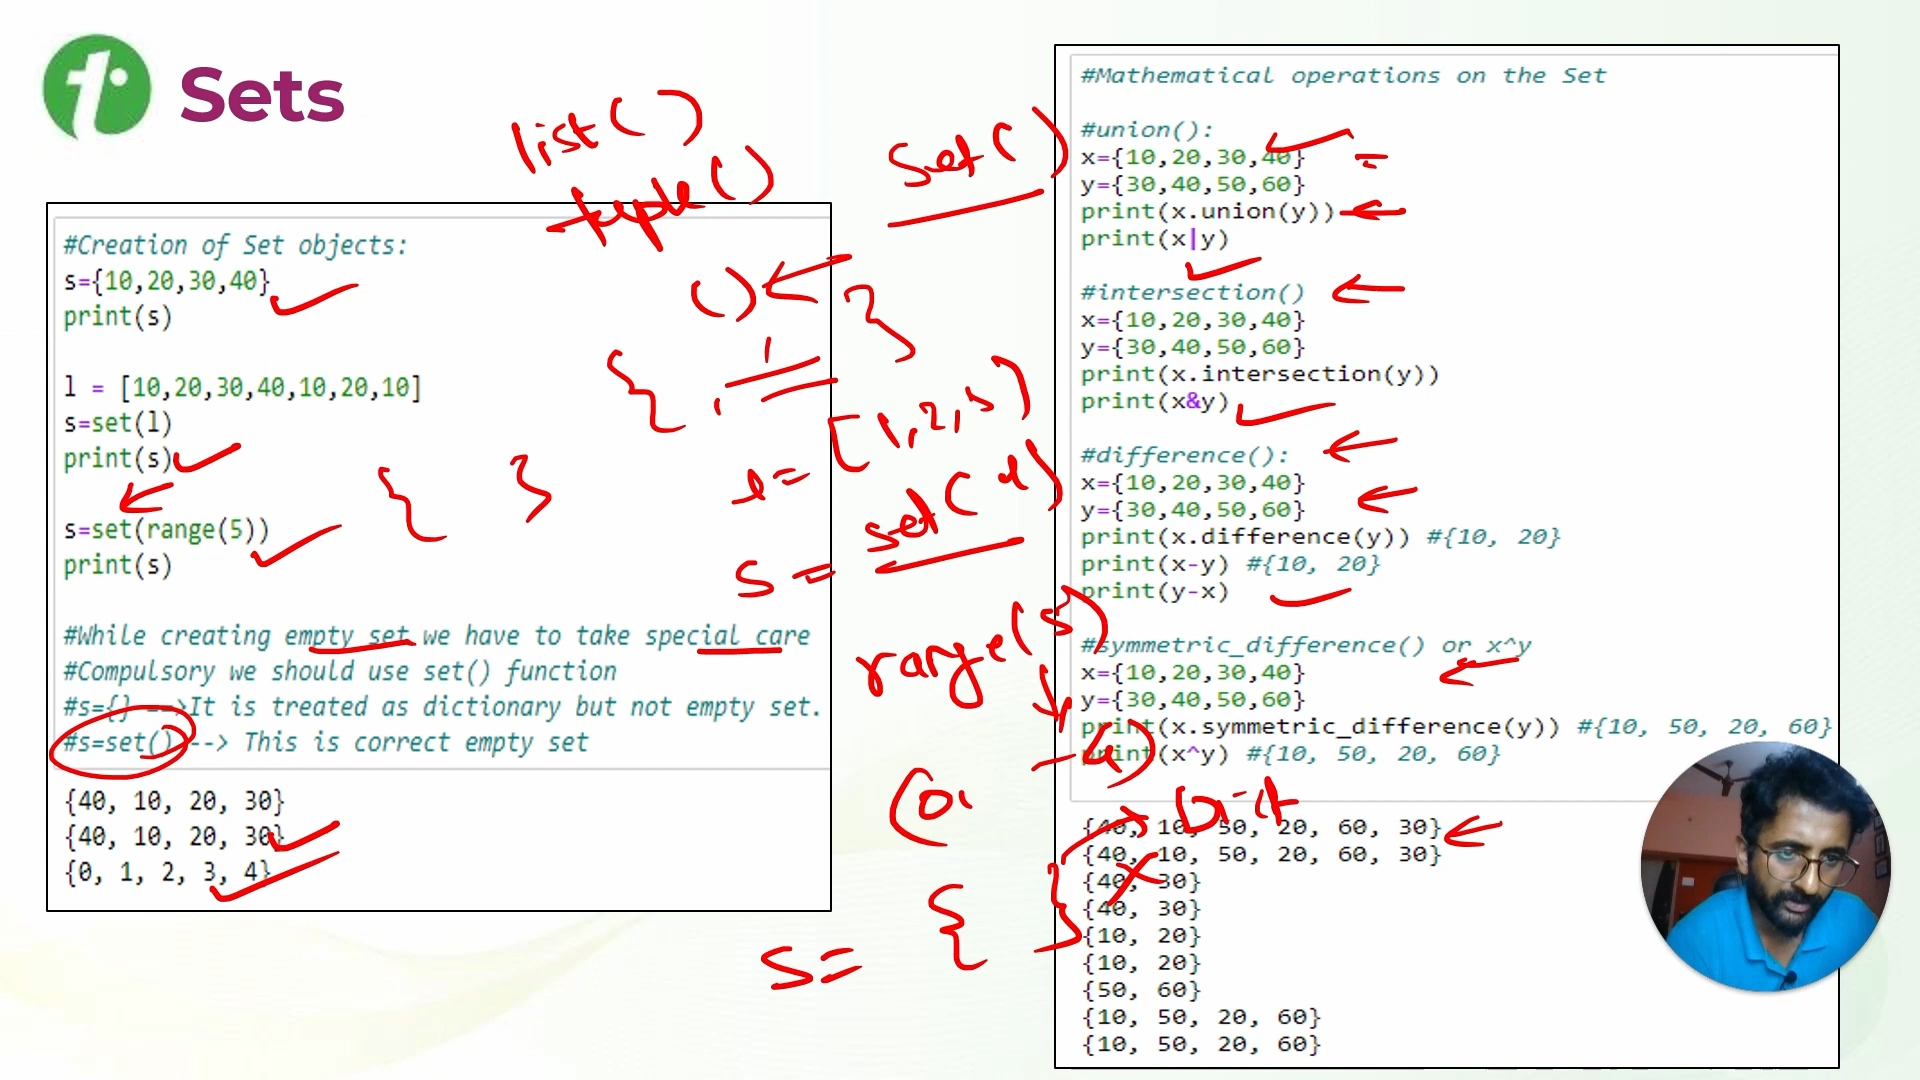 Sets
list()
tuple()
set()
#Creation of Set objects:
s={10,20,30,40}
print(s)
l = [10,20,30,40,10,20,10]
s=set(l)
print(s)
s=set(range(5))
print(s)
#While creating empty set we have to take special care
#Compulsory we should use set() function
#s={} -->It is treated as dictionary but not empty set.
#s=set() --> This is correct empty set
{40, 10, 20, 30}
{40, 10, 20, 30}
{0, 1, 2, 3, 4}
()
{ }
{ }
s = set(
range(5)
s= { }
#Mathematical operations on the Set
#union():
x={10,20,30,40}
y={30,40,50,60}
print(x.union(y))
print(x|y)
#intersection()
x={10,20,30,40}
y={30,40,50,60}
print(x.intersection(y))
print(x&y)
#difference():
x={10,20,30,40}
y={30,40,50,60}
print(x.difference(y)) #{10, 20}
print(x-y) #{10, 20}
print(y-x)
#symmetric_difference() or x^y
x={10,20,30,40}
y={30,40,50,60}
print(x.symmetric_difference(y)) #{10, 50, 20, 60}
print(x^y) #{10, 50, 20, 60}
{40, 10, 50, 20, 60, 30}
{40, 10, 50, 20, 60, 30}
{40, 30}
{40, 30}
{10, 20}
{10, 20}
{50, 60}
{10, 50, 20, 60}
{10, 50, 20, 60}